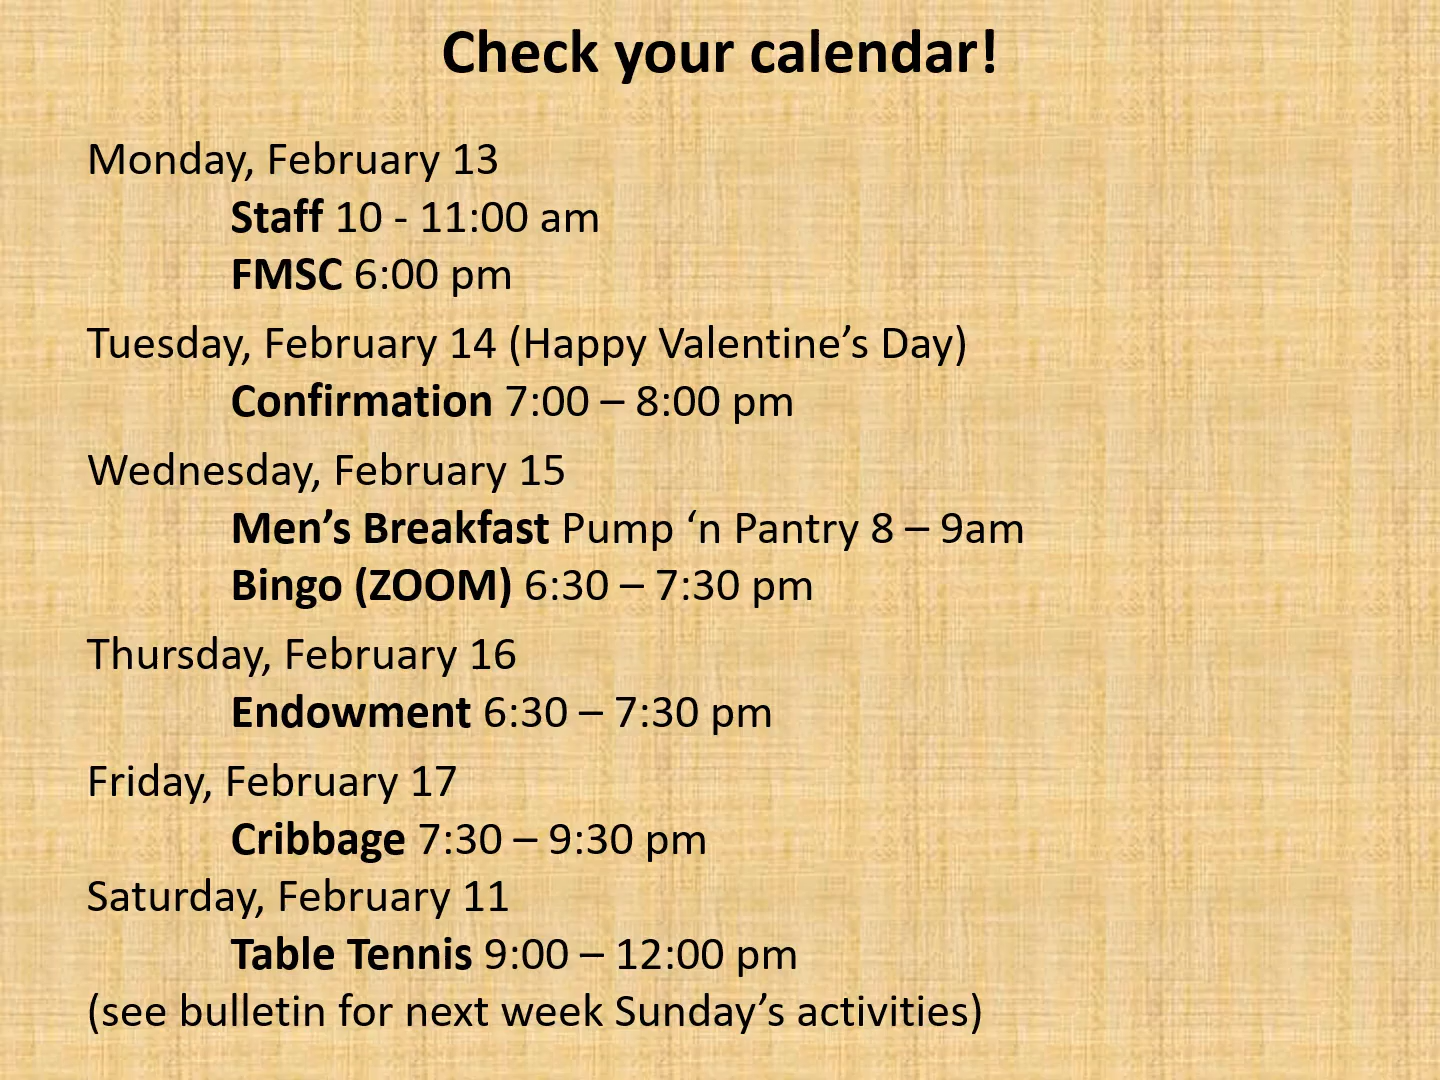 Check your calendar!
Monday, February 13
Staff 10 - 11:00 am
FMSC 6:00 pm
Tuesday, February 14 (Happy Valentine’s Day)
Confirmation 7:00 – 8:00 pm
Wednesday, February 15
Men’s Breakfast Pump ‘n Pantry 8 – 9am
Bingo (ZOOM) 6:30 – 7:30 pm
Thursday, February 16
Endowment 6:30 – 7:30 pm
Friday, February 17
Cribbage 7:30 – 9:30 pm
Saturday, February 11
Table Tennis 9:00 – 12:00 pm
(see bulletin for next week Sunday’s activities)